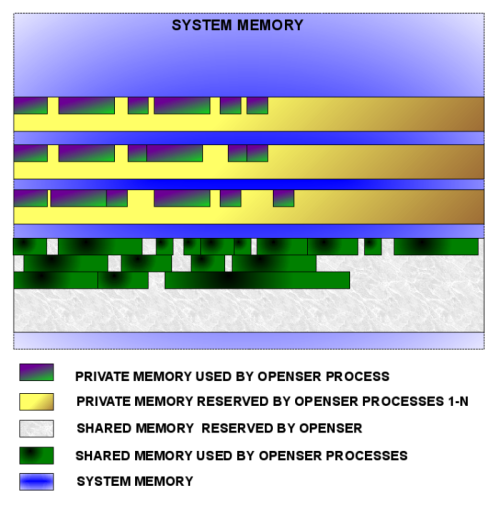 SYSTEM MEMORY
PRIVATE MEMORY USED BY OPENSER PROCESS
PRIVATE MEMORY RESERVED BY OPENSER PROCESSES 1-N
SHARED MEMORY RESERVED BY OPENSER
SHARED MEMORY USED BY OPENSER PROCESSES
SYSTEM MEMORY